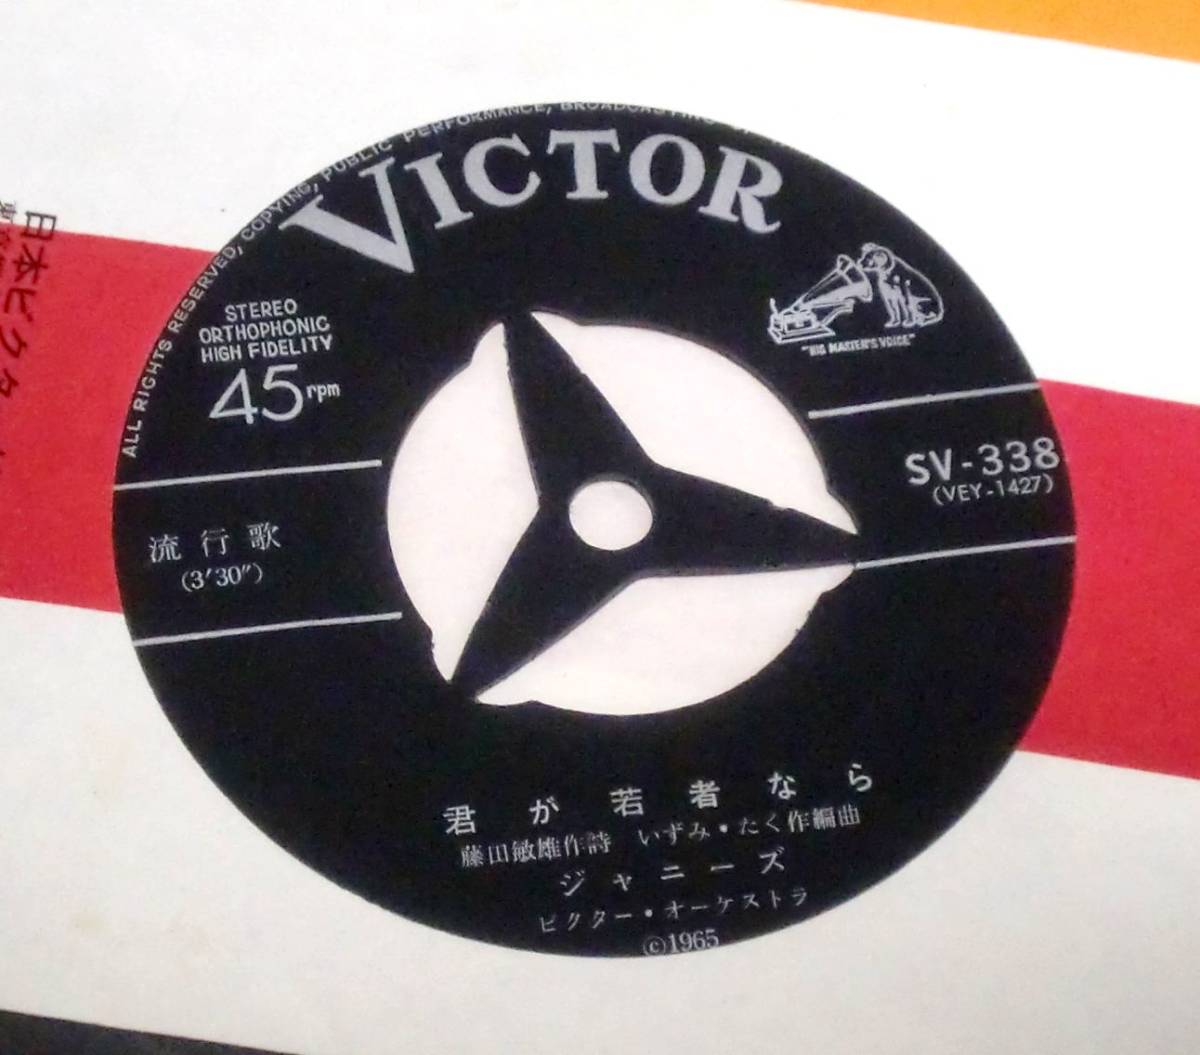 ALL RIGHTS RESERVED, COPYING, PUBLIC PERFORMANCE, BROADCASTING
VICTOR
STEREO
ORTHOPHONIC
HIGH FIDELITY
45 rpm
"HIS MASTER'S VOICE"
SV-338
(VEY-1427)
流行歌
(3′30″)
君が若者なら
藤田敏雄作詩 いずみ・たく作編曲
ジャニーズ
ビクター・オーケストラ
©1965
日本ビクター